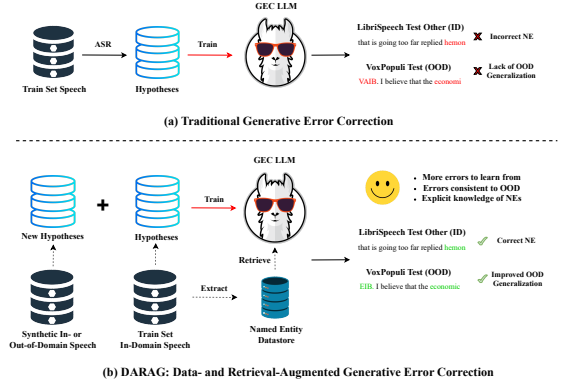 GEC LLM
LibriSpeech Test Other (ID)
ASR
Train
that is going too far replied hemon
Incorrect NE
VoxPopuli Test (OOD)
Lack of OOD
Generalization
VAIB. I believe that the economi
Train Set Speech
Hypotheses
(a) Traditional Generative Error Correction
GEC LLM
More errors to learn from
Errors consistent to OOD
Explicit knowledge of NEs
Train
New Hypotheses
Hypotheses
LibriSpeech Test Other (ID)
that is going too far replied hemon
Correct NE
Retrieve
VoxPopuli Test (OOD)
EIB. I believe that the economic
Improved OOD
Generalization
Extract
Synthetic In- or
Out-of-Domain Speech
Train Set
In-Domain Speech
Named Entity
Datastore
(b) DARAG: Data- and Retrieval-Augmented Generative Error Correction